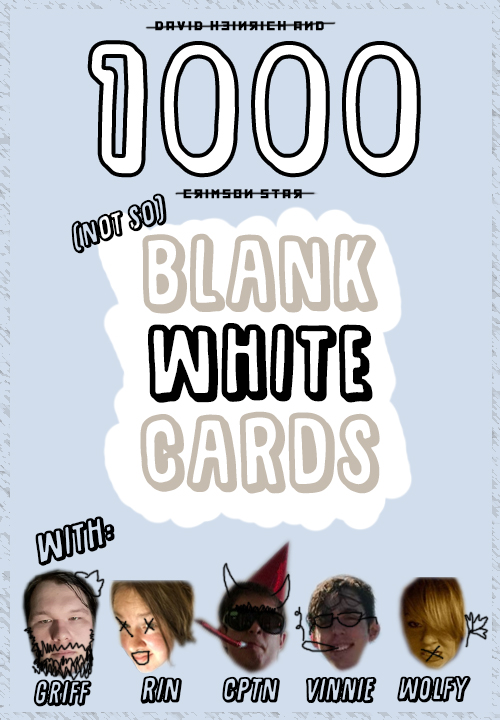 DAVID HEINRICH AND
1000
CRIMSON STAR
(NOT SO)
BLANK
WHITE
CARDS
WITH:
GRIFF RIN CPTN VINNIE WOLFY